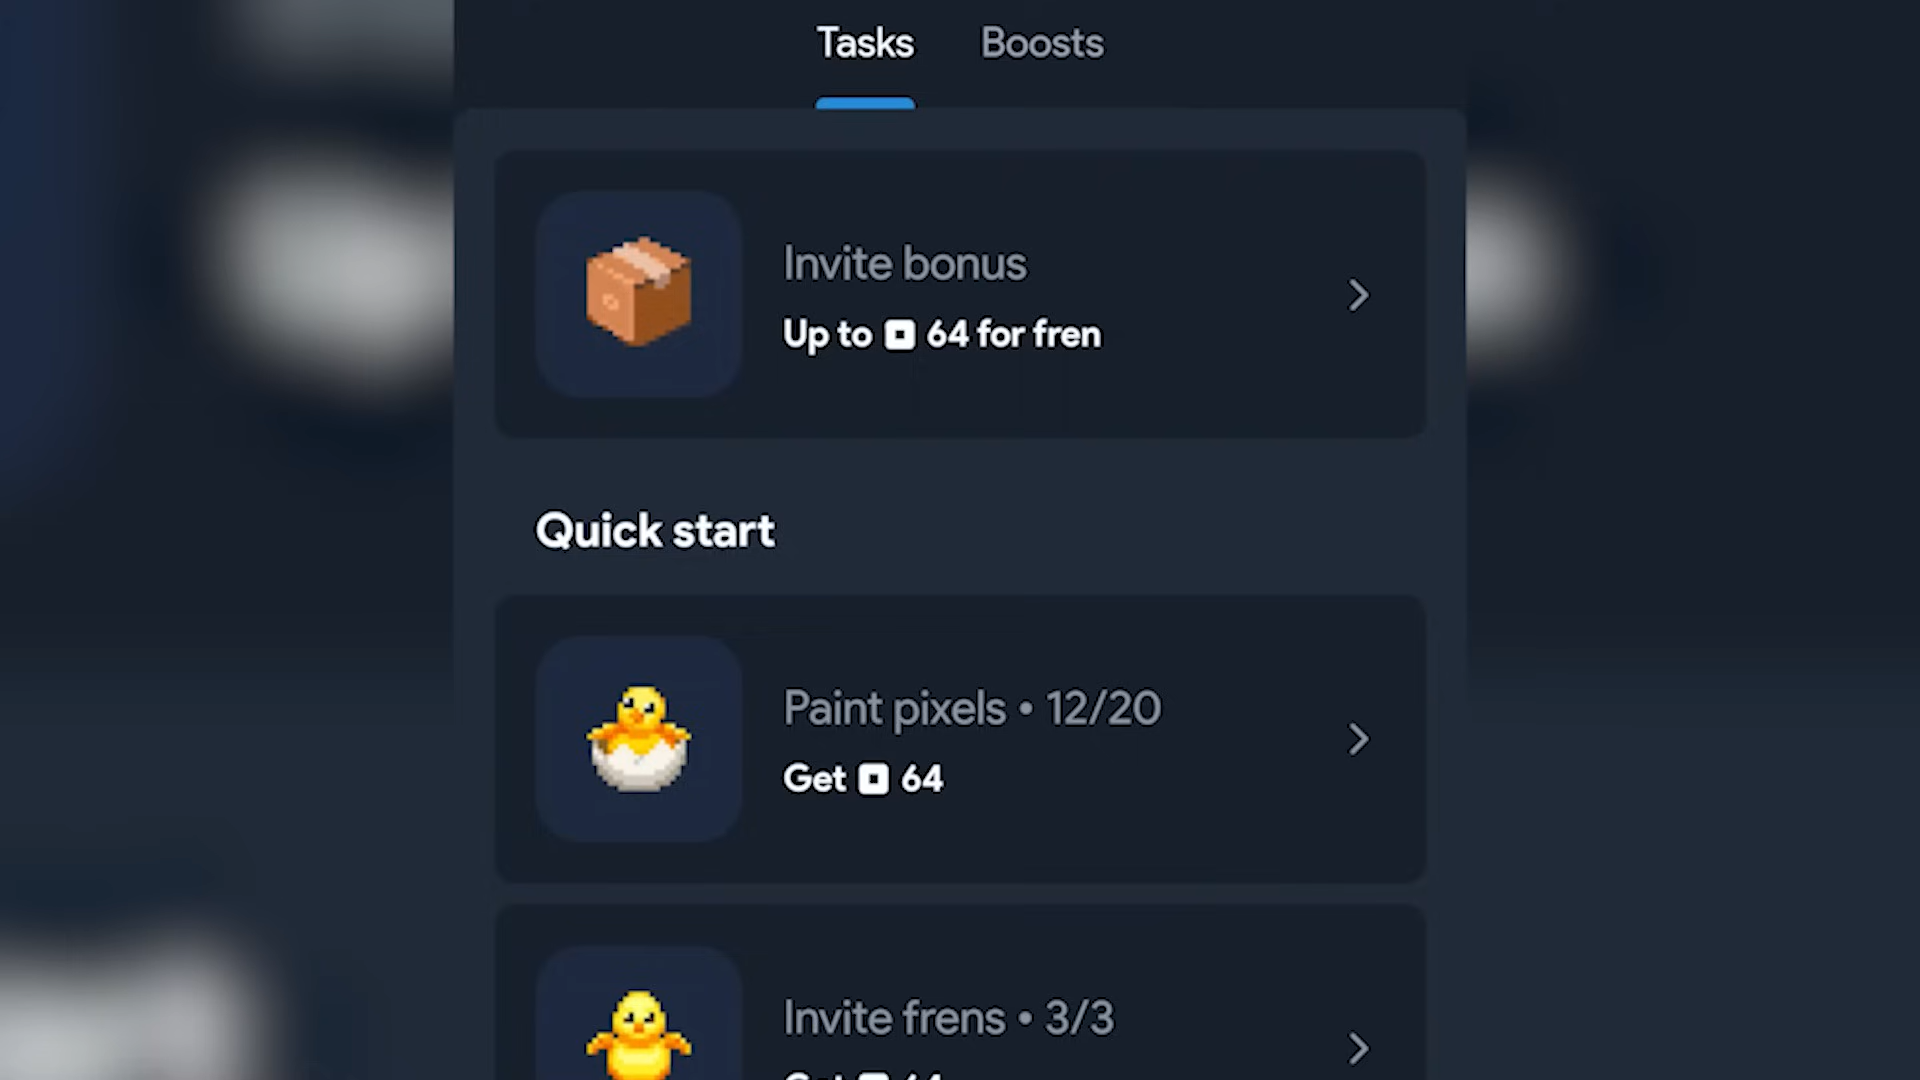 Tasks Boosts
Invite bonus
Up to 64 for fren
Quick start
Paint pixels • 12/20
Get 64
Invite frens • 3/3